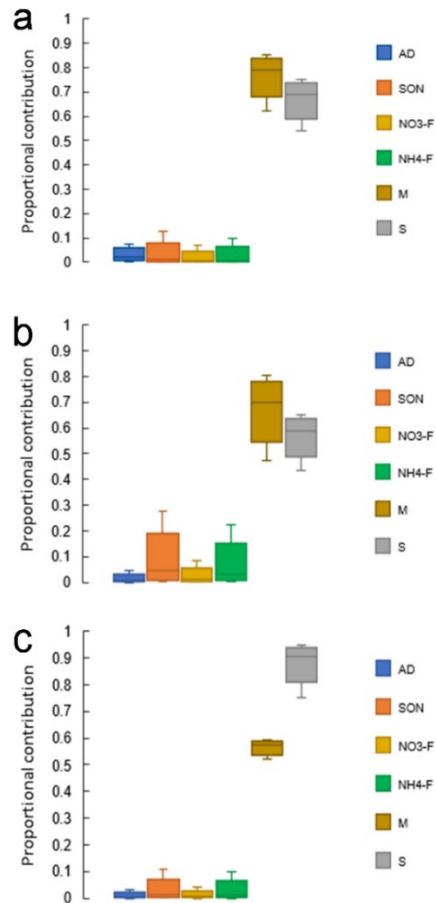 a
Proportional contribution
1
0.9
0.8
0.7
0.6
0.5
0.4
0.3
0.2
0.1
0
AD
SON
NO3-F
NH4-F
M
S
b
Proportional contribution
1
0.9
0.8
0.7
0.6
0.5
0.4
0.3
0.2
0.1
0
AD
SON
NO3-F
NH4-F
M
S
c
Proportional contribution
1
0.9
0.8
0.7
0.6
0.5
0.4
0.3
0.2
0.1
0
AD
SON
NO3-F
NH4-F
M
S